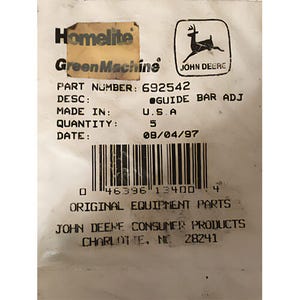 Homelite
GreenMachine
JOHN DEERE
PART NUMBER: 692542
DESC: @GUIDE BAR ADJ
MADE IN: U.S.A
QUANTITY: 5
DATE: 08/04/97
0 46396 13400 4
ORIGINAL EQUIPMENT PARTS
JOHN DEERE CONSUMER PRODUCTS
CHARLOTTE, NC 28241